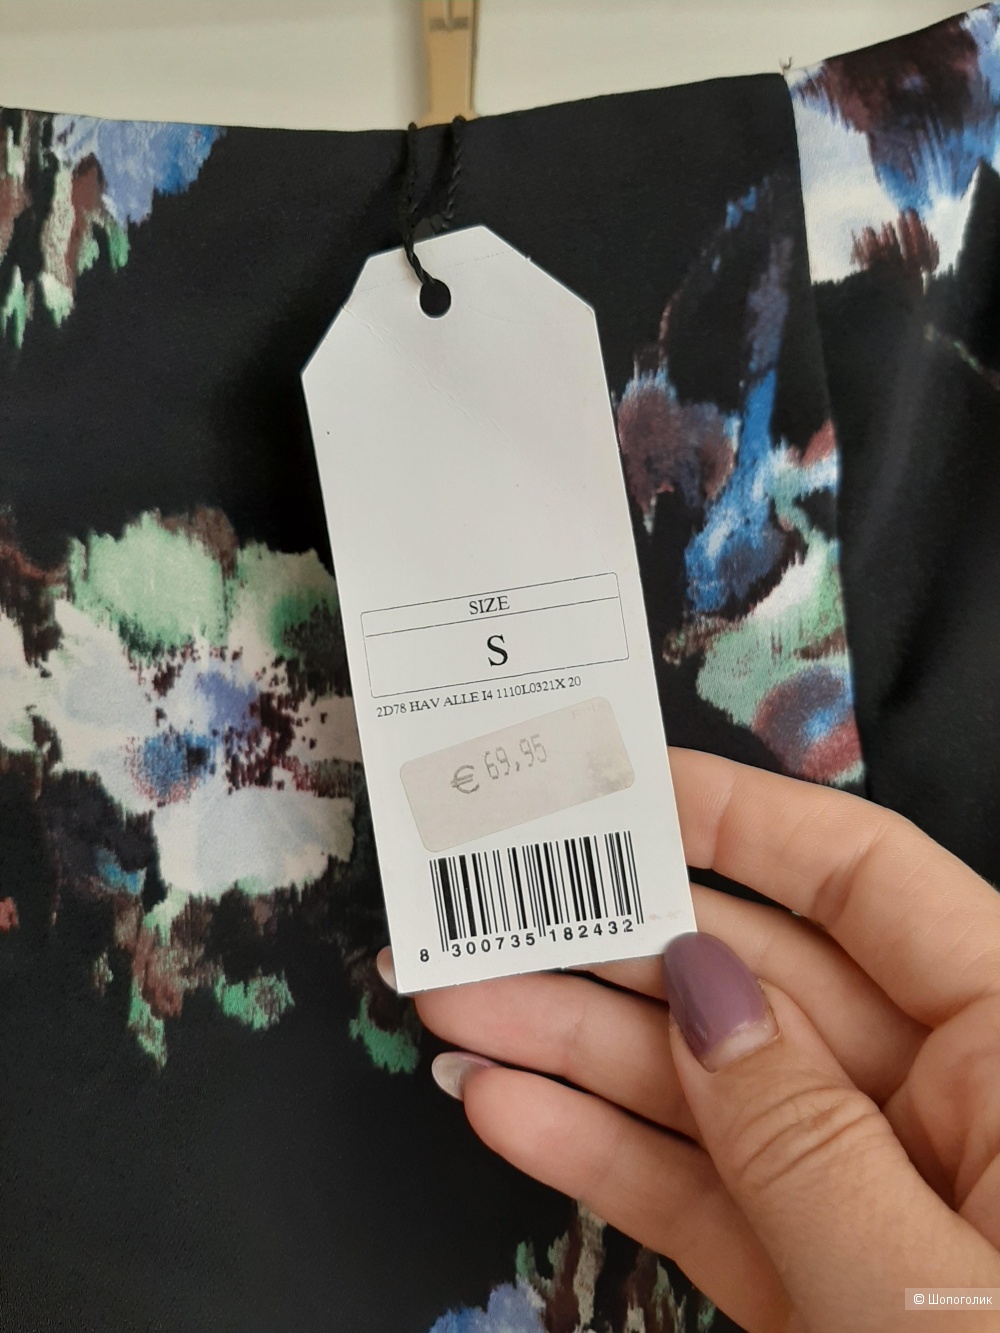 SIZE
S
2D78 HAV ALLE I4 1110L0321X 20
€ 69,95
8 300735 182432
© Шопоголик